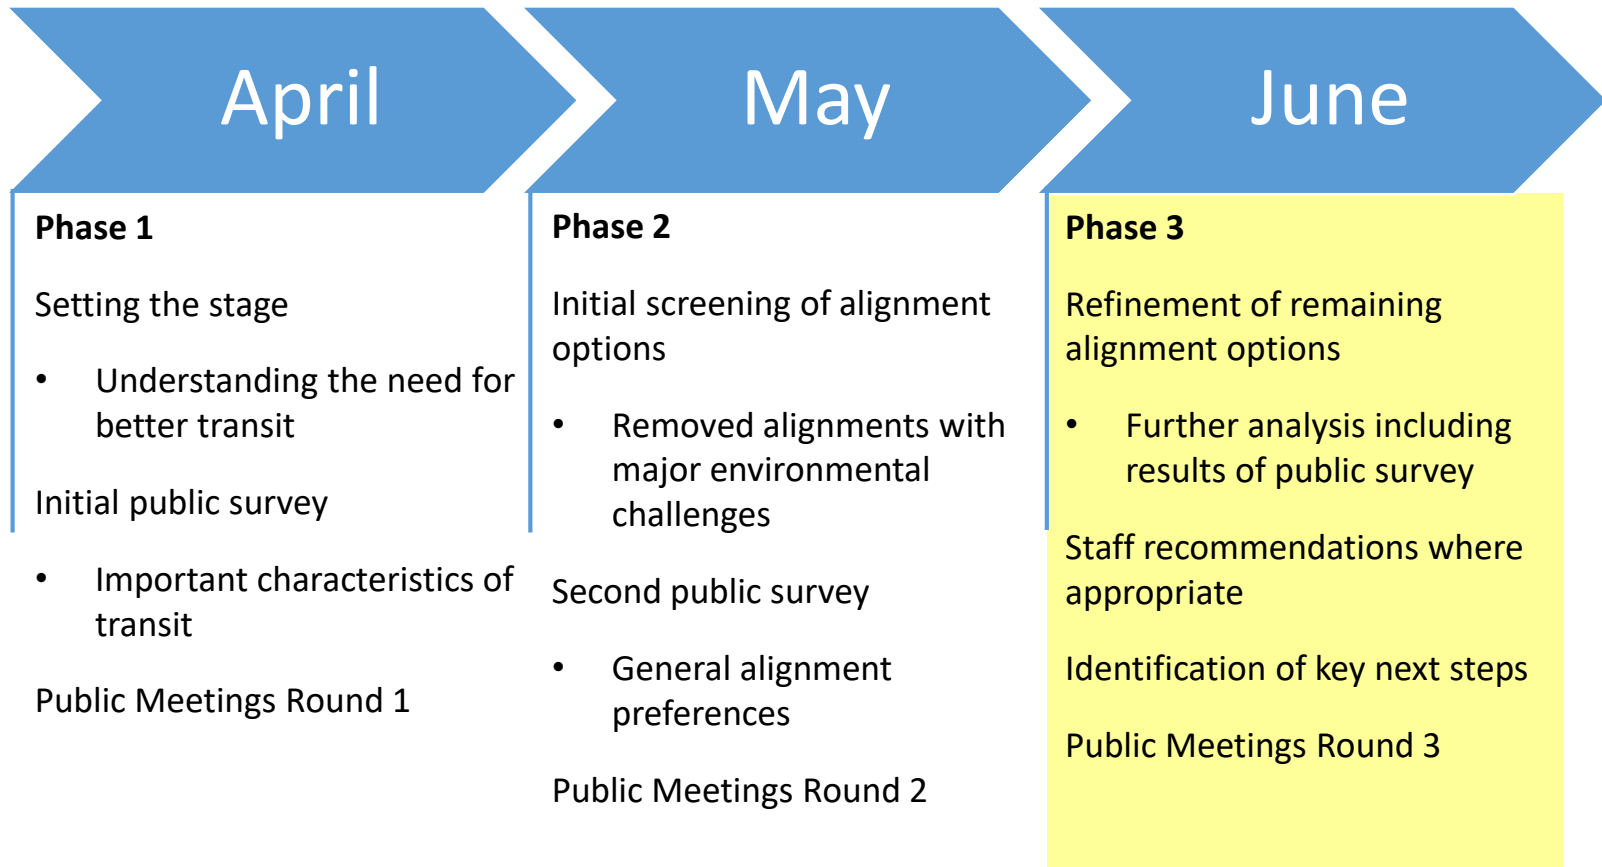 April
May
June
Phase 1
Setting the stage
• Understanding the need for
better transit
Initial public survey
• Important characteristics of
transit
Public Meetings Round 1
Phase 2
Initial screening of alignment
options
• Removed alignments with
major environmental
challenges
Second public survey
• General alignment
preferences
Public Meetings Round 2
Phase 3
Refinement of remaining
alignment options
• Further analysis including
results of public survey
Staff recommendations where
appropriate
Identification of key next steps
Public Meetings Round 3